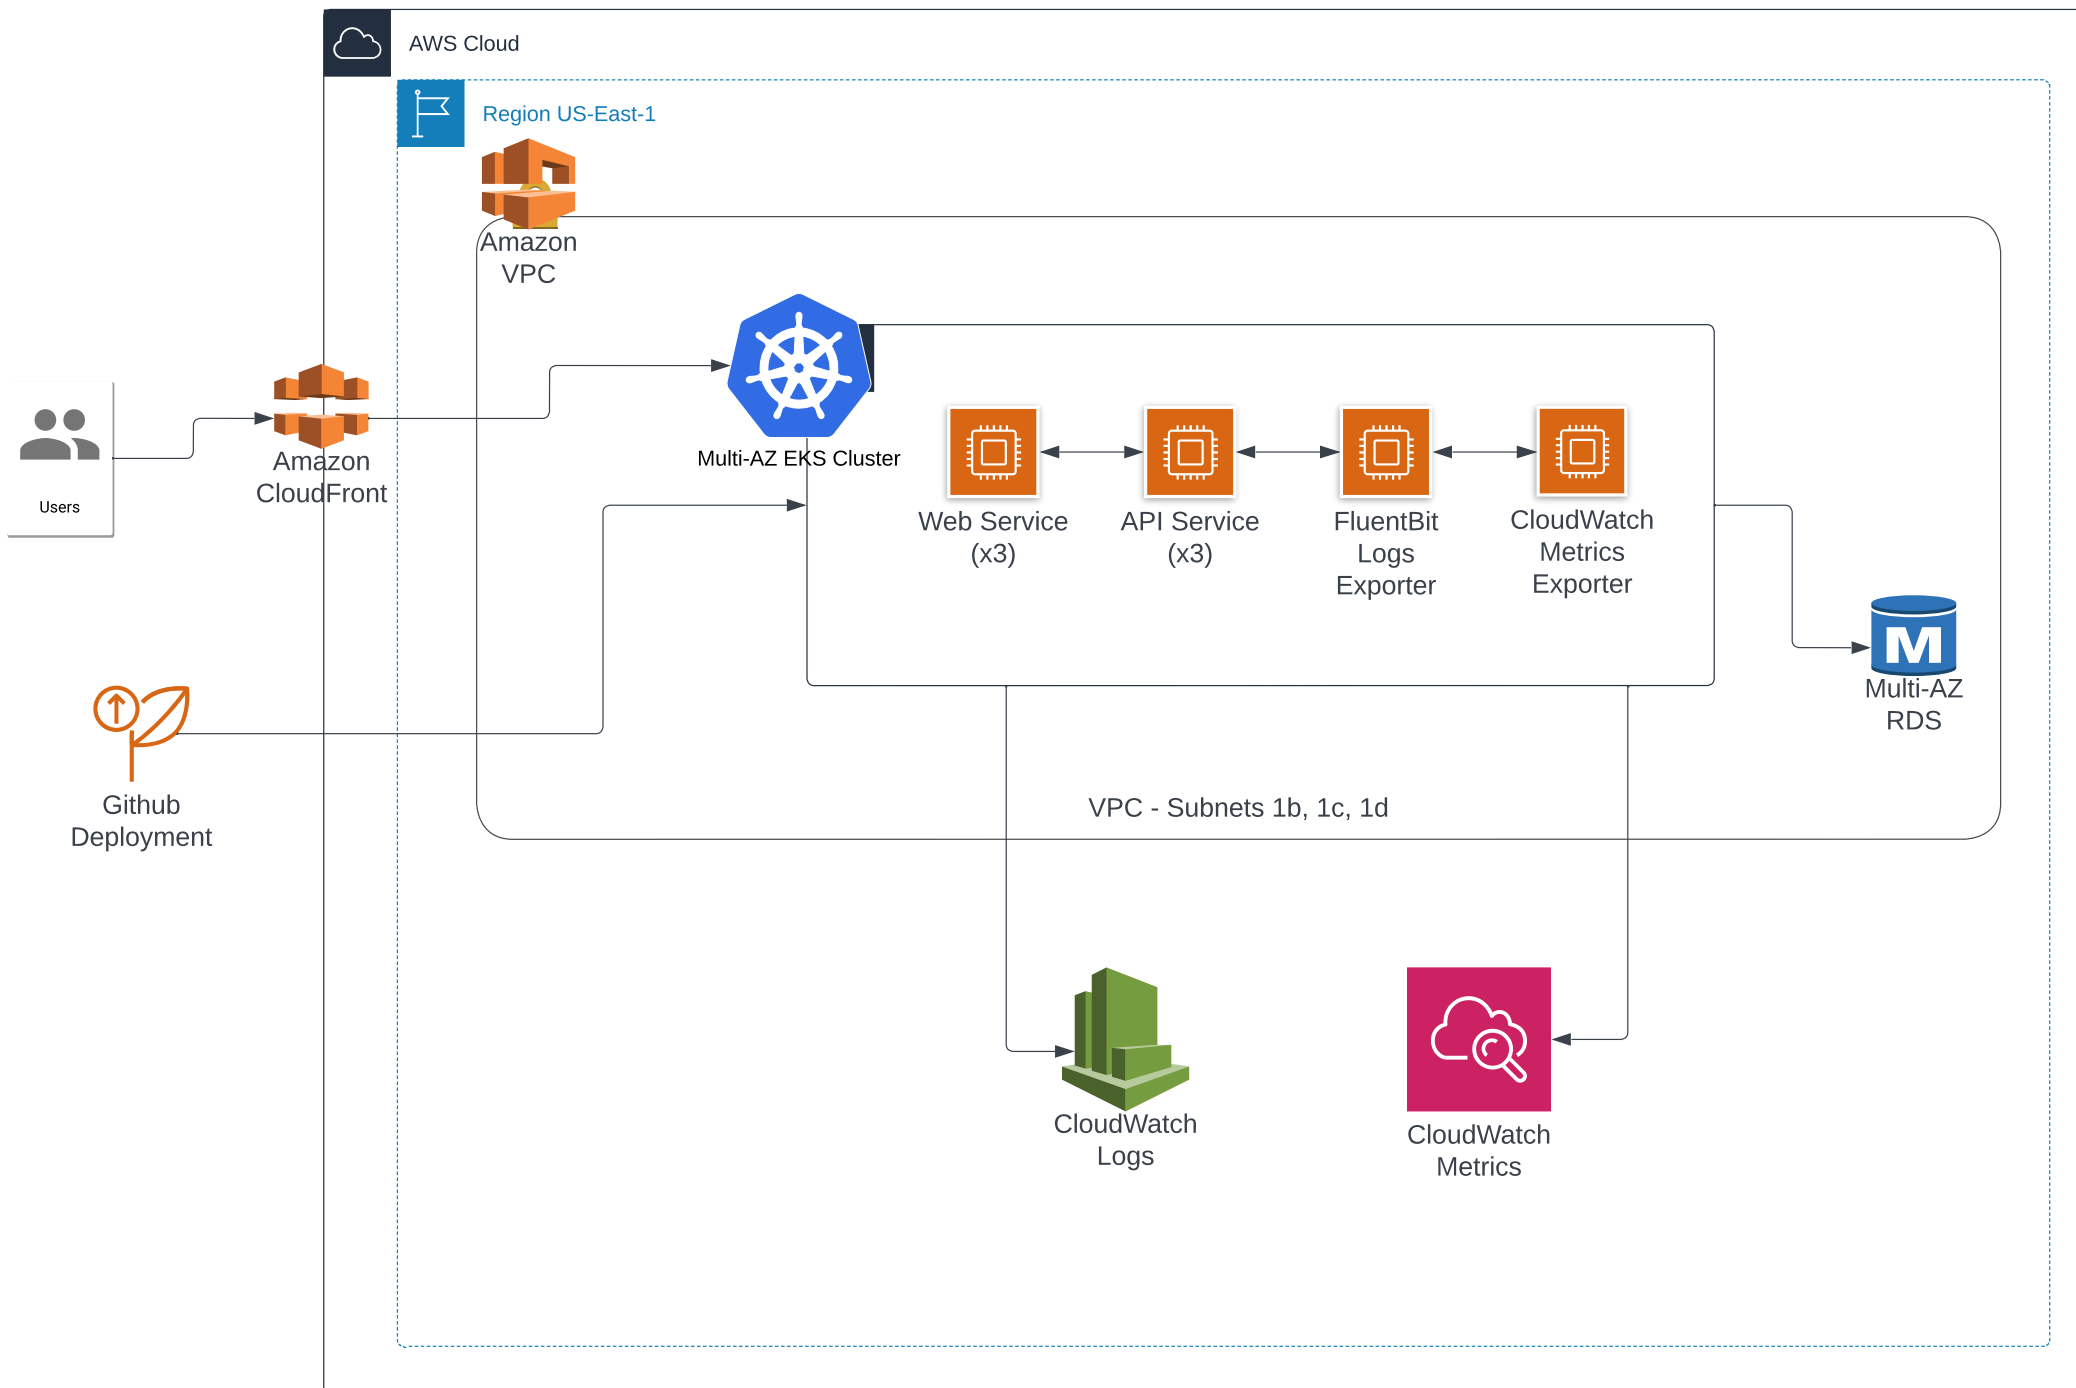 AWS Cloud
Region US-East-1
Amazon
VPC
Multi-AZ EKS Cluster
Amazon
CloudFront
Users
Web Service
(x3)
API Service
(x3)
FluentBit
Logs
Exporter
CloudWatch
Metrics
Exporter
M
Multi-AZ
RDS
Github
Deployment
VPC - Subnets 1b, 1c, 1d
CloudWatch
Logs
CloudWatch
Metrics